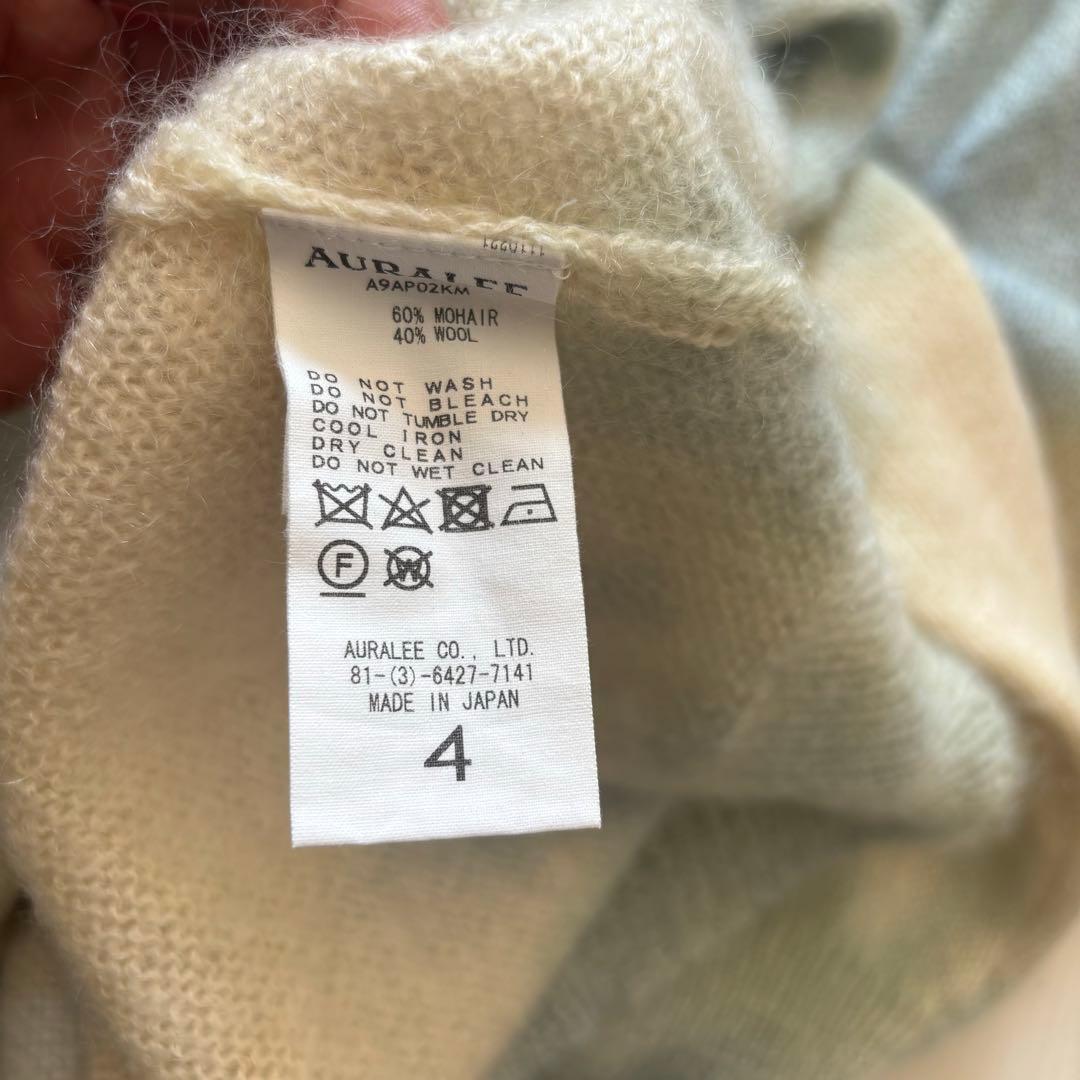 1110221
AURALEE
A9AP02KM
60% MOHAIR
40% WOOL
DO NOT WASH
DO NOT BLEACH
DO NOT TUMBLE DRY
COOL IRON
DRY CLEAN
DO NOT WET CLEAN
F W
AURALEE CO., LTD.
81-(3)-6427-7141
MADE IN JAPAN
4